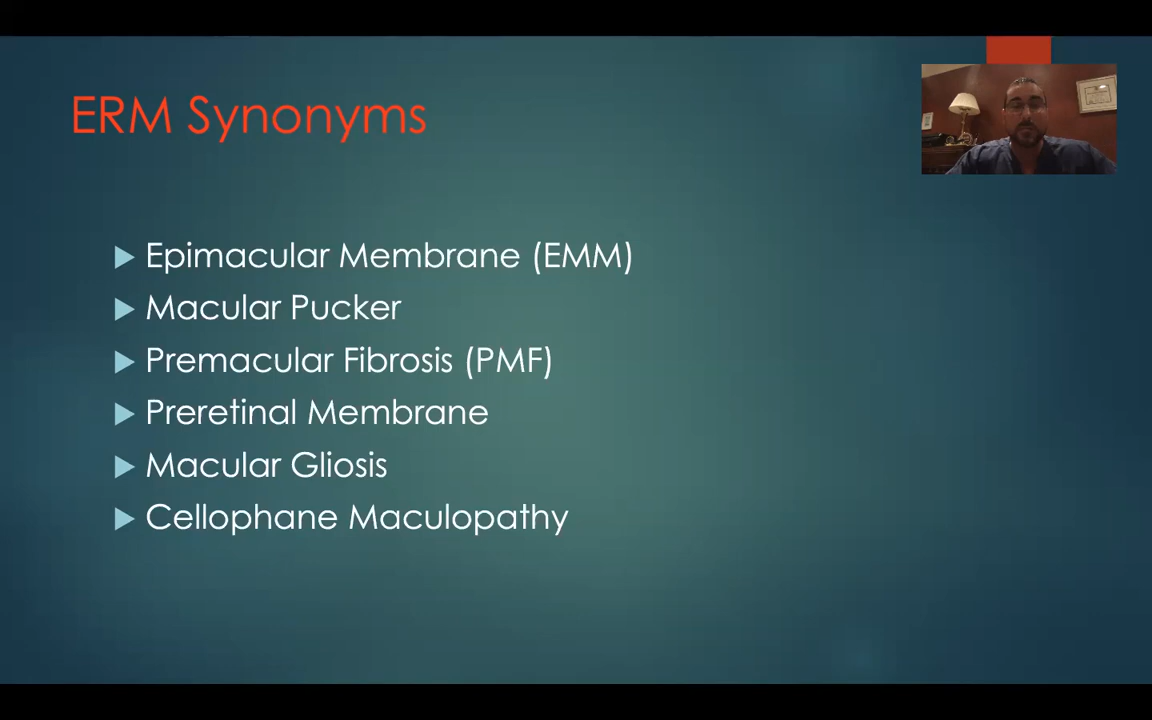 ERM Synonyms
Epimacular Membrane (EMM)
Macular Pucker
Premacular Fibrosis (PMF)
Preretinal Membrane
Macular Gliosis
Cellophane Maculopathy